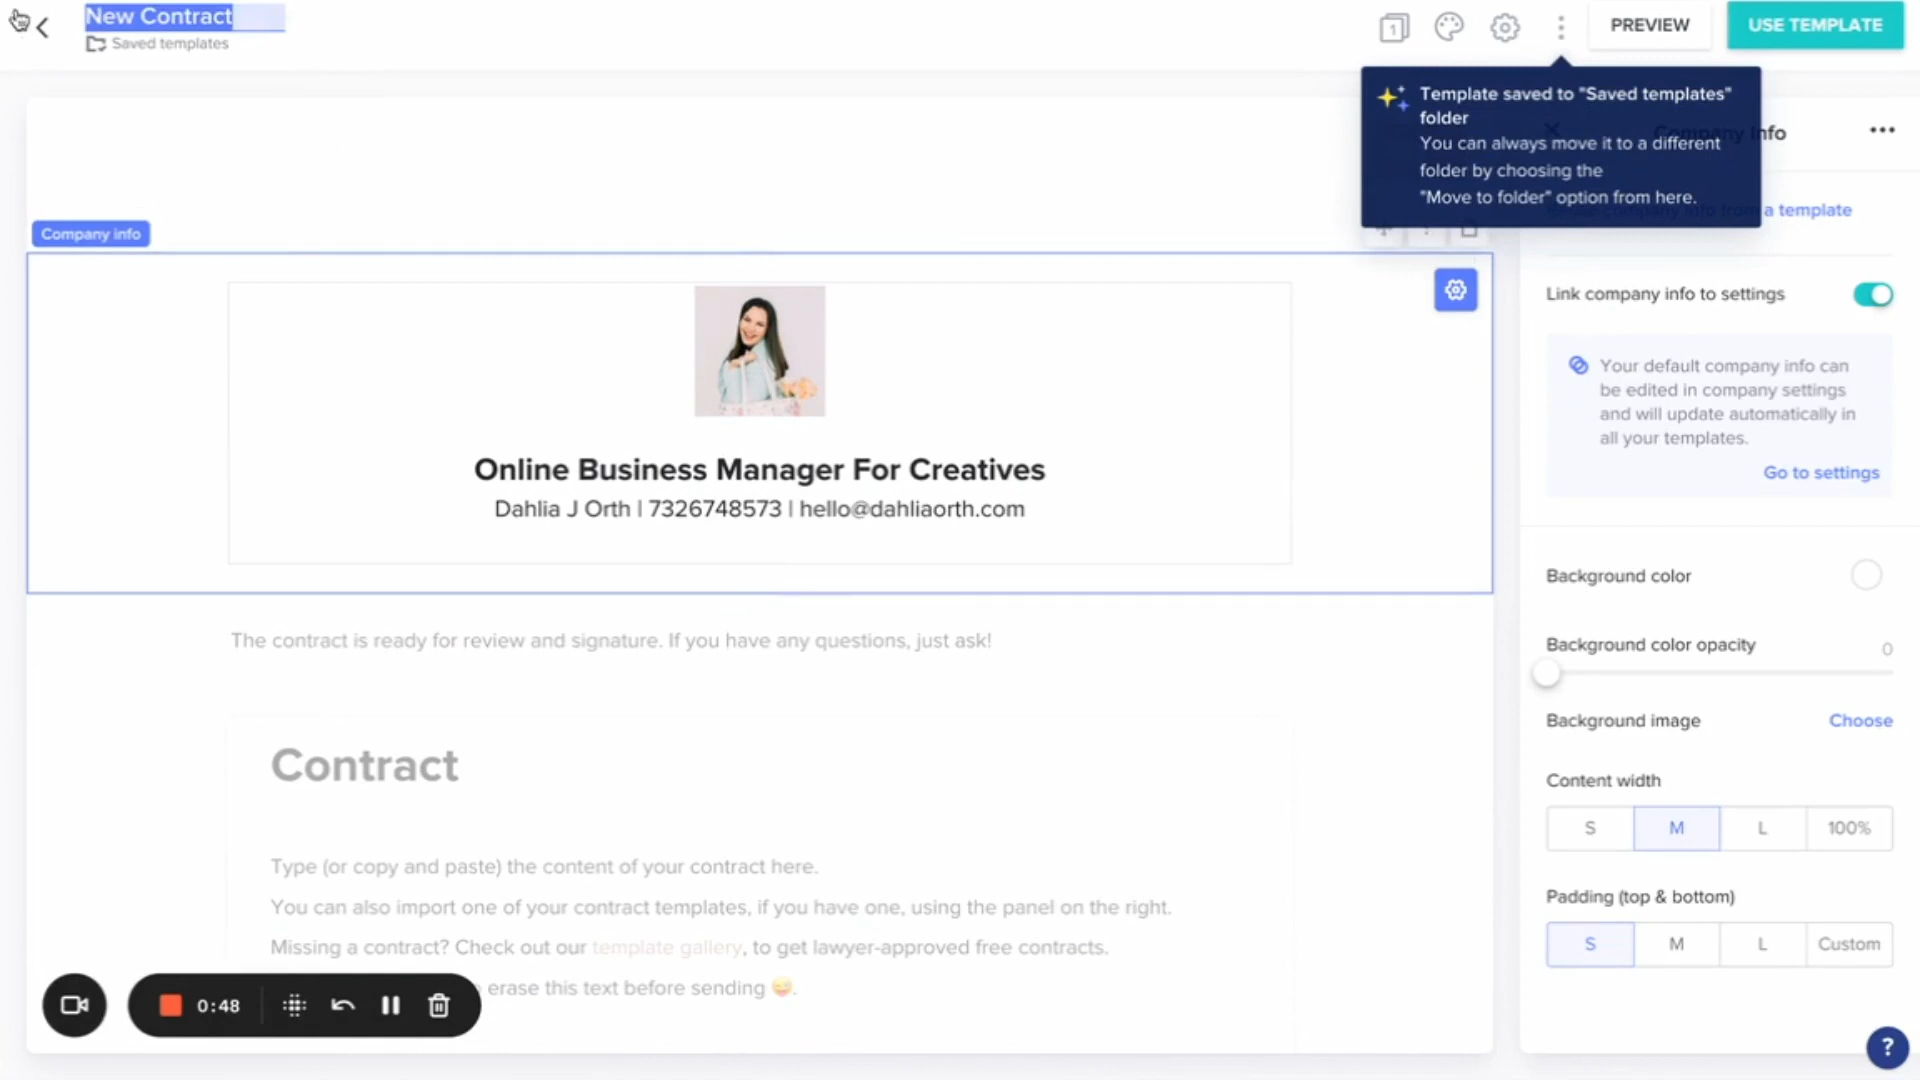 New Contract
Saved templates
1
PREVIEW
USE TEMPLATE
Template saved to "Saved templates"
folder
You can always move it to a different
folder by choosing the
"Move to folder" option from here.
Company info
a template
Company info
Link company info to settings
Your default company info can
be edited in company settings
and will update automatically in
all your templates.
Go to settings
Online Business Manager For Creatives
Dahlia J Orth | 7326748573 | hello@dahliaorth.com
Background color
Background color opacity
0
Background image
Choose
Content width
S
M
L
100%
Padding (top & bottom)
S
M
L
Custom
The contract is ready for review and signature. If you have any questions, just ask!
Contract
Type (or copy and paste) the content of your contract here.
You can also import one of your contract templates, if you have one, using the panel on the right.
Missing a contract? Check out our template gallery, to get lawyer-approved free contracts.
erase this text before sending 😜.
0:48
?